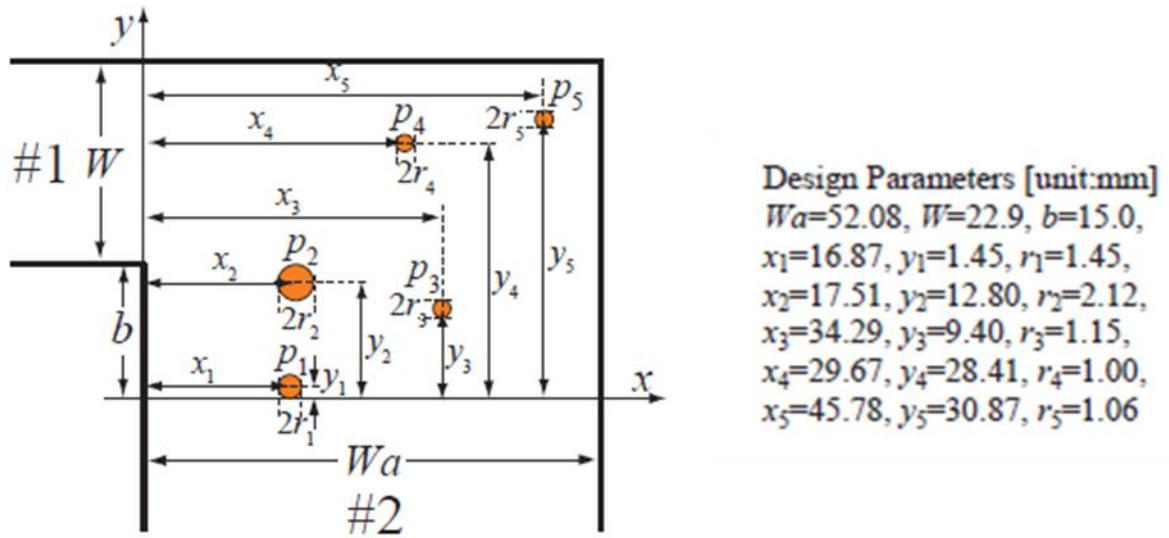 y
x₅
p₅
x₄
p₄
2r₅
#1
W
2r₄
x₃
p₂
x₂
p₃
y₄
y₅
2r₃
b
2r₂
y₂
x₁
p₁
y₁
y₃
x
2r₁
Wa
#2
Design Parameters [unit:mm]
Wa=52.08, W=22.9, b=15.0,
x₁=16.87, y₁=1.45, r₁=1.45,
x₂=17.51, y₂=12.80, r₂=2.12,
x₃=34.29, y₃=9.40, r₃=1.15,
x₄=29.67, y₄=28.41, r₄=1.00,
x₅=45.78, y₅=30.87, r₅=1.06